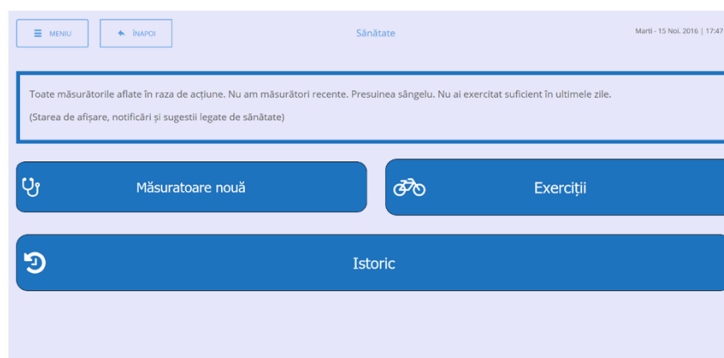 MENIU
ÎNAPOI
Sănătate
Marti - 15 Noi. 2016 | 17:47
Toate măsurătorile aflate în raza de acțiune. Nu am măsurători recente. Presuinea sângelu. Nu ai exercitat suficient în ultimele zile.
(Starea de afișare, notificări și sugestii legate de sănătate)
Măsuratoare nouă
Exerciții
Istoric